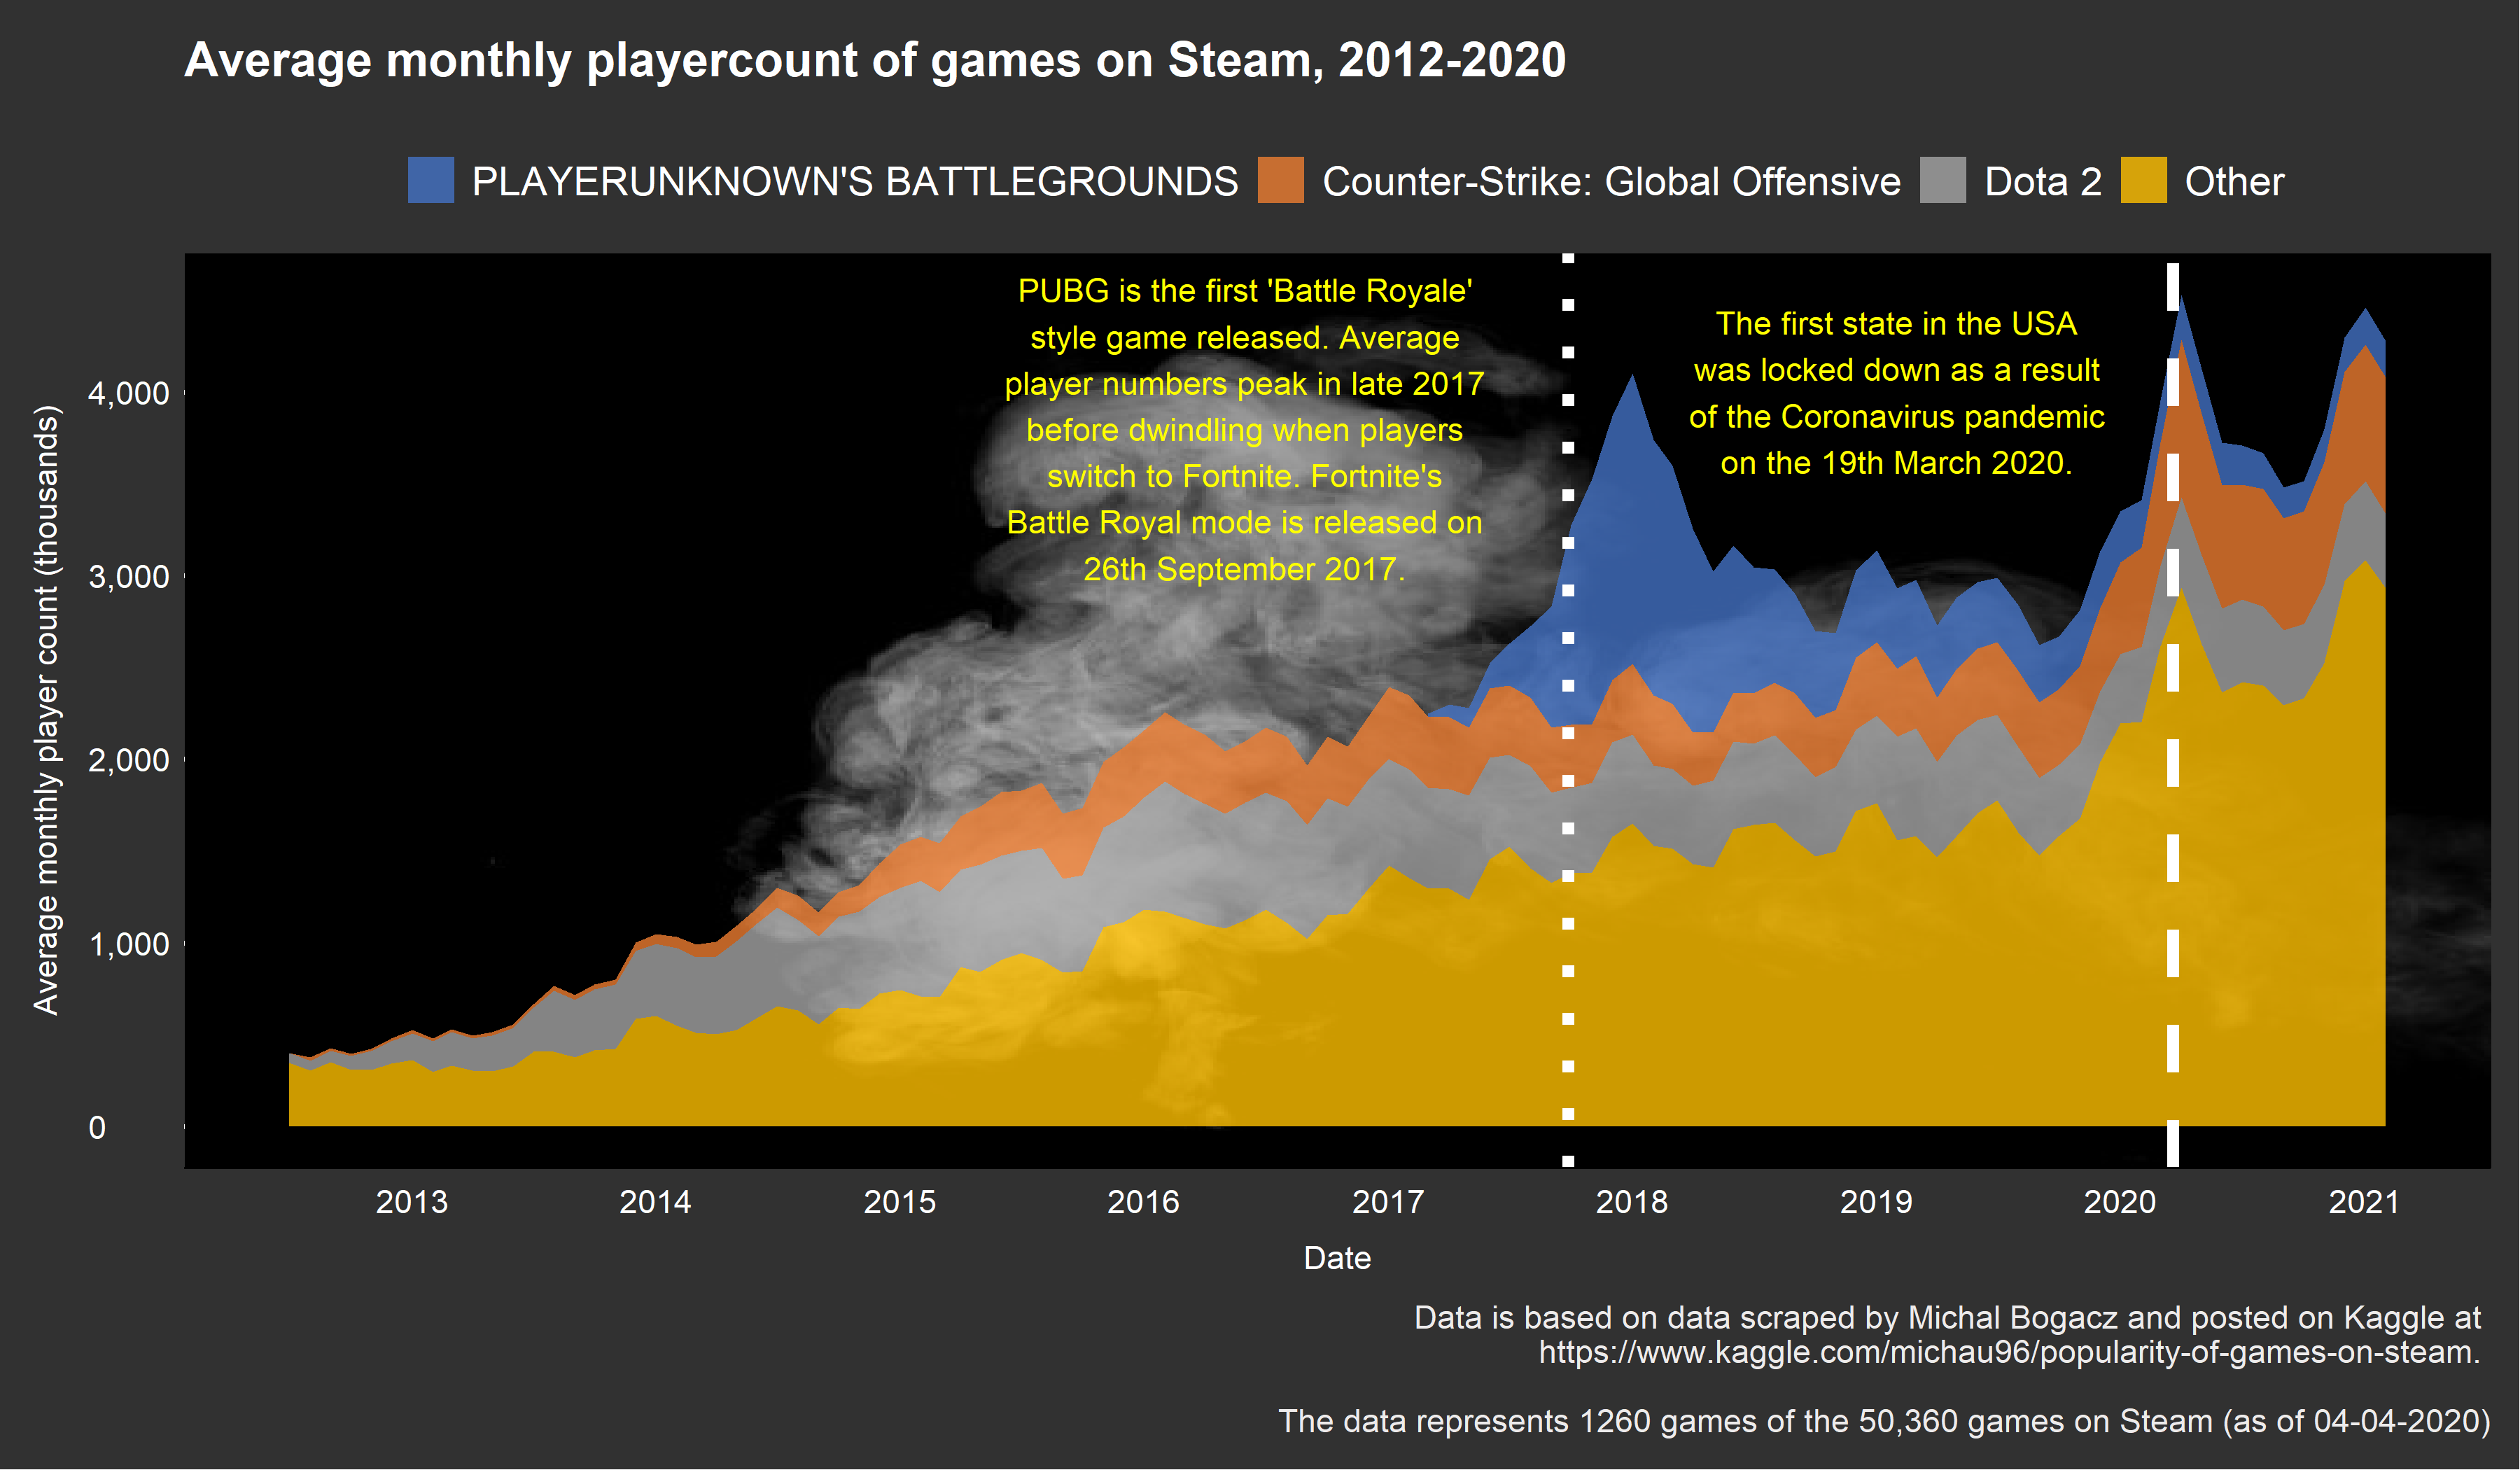 Average monthly playercount of games on Steam, 2012-2020
PLAYERUNKNOWN'S BATTLEGROUNDS Counter-Strike: Global Offensive Dota 2 Other
PUBG is the first 'Battle Royale'
style game released. Average
player numbers peak in late 2017
before dwindling when players
switch to Fortnite. Fortnite's
Battle Royal mode is released on
26th September 2017.
The first state in the USA
was locked down as a result
of the Coronavirus pandemic
on the 19th March 2020.
Average monthly player count (thousands)
4,000
3,000
2,000
1,000
0
2013 2014 2015 2016 2017 2018 2019 2020 2021
Date
Data is based on data scraped by Michal Bogacz and posted on Kaggle at
https://www.kaggle.com/michau96/popularity-of-games-on-steam.
The data represents 1260 games of the 50,360 games on Steam (as of 04-04-2020)